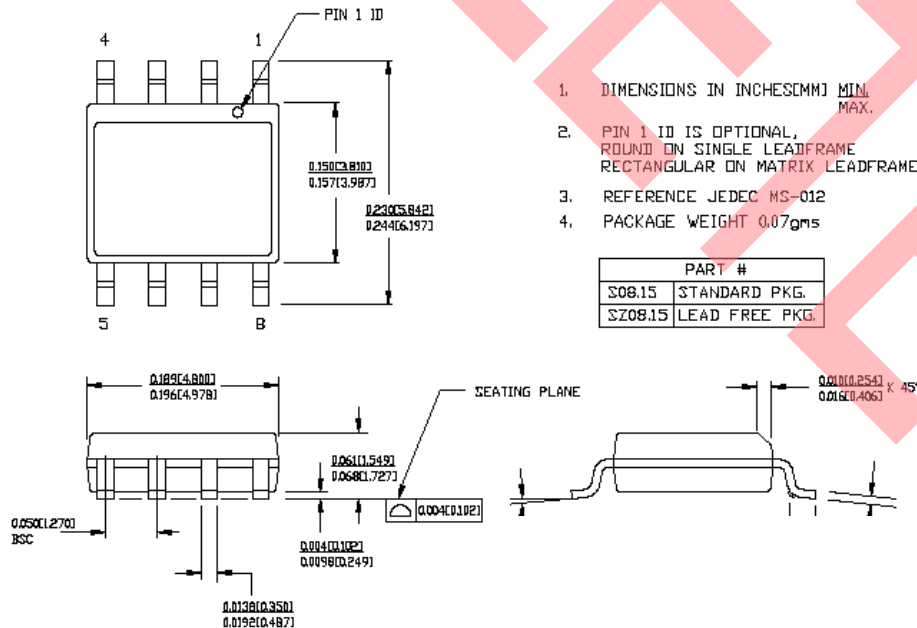 PIN 1 ID
4 1
5 8
0.150[3.810]
0.157[3.987]
0.230[5.842]
0.244[6.197]
1. DIMENSIONS IN INCHES[MM] MIN.
MAX.
2. PIN 1 ID IS OPTIONAL,
ROUND ON SINGLE LEADFRAME
RECTANGULAR ON MATRIX LEADFRAME
3. REFERENCE JEDEC MS-012
4. PACKAGE WEIGHT 0.07gms
PART #
S08.15 STANDARD PKG.
SZ08.15 LEAD FREE PKG.
0.189[4.800]
0.196[4.978]
SEATING PLANE
0.010[0.254]
0.016[0.406]
X 45°
0.061[1.549]
0.068[1.727]
0.004[0.102]
0.050[1.270]
BSC
0.004[0.102]
0.0098[0.249]
0.0138[0.350]
0.0192[0.487]